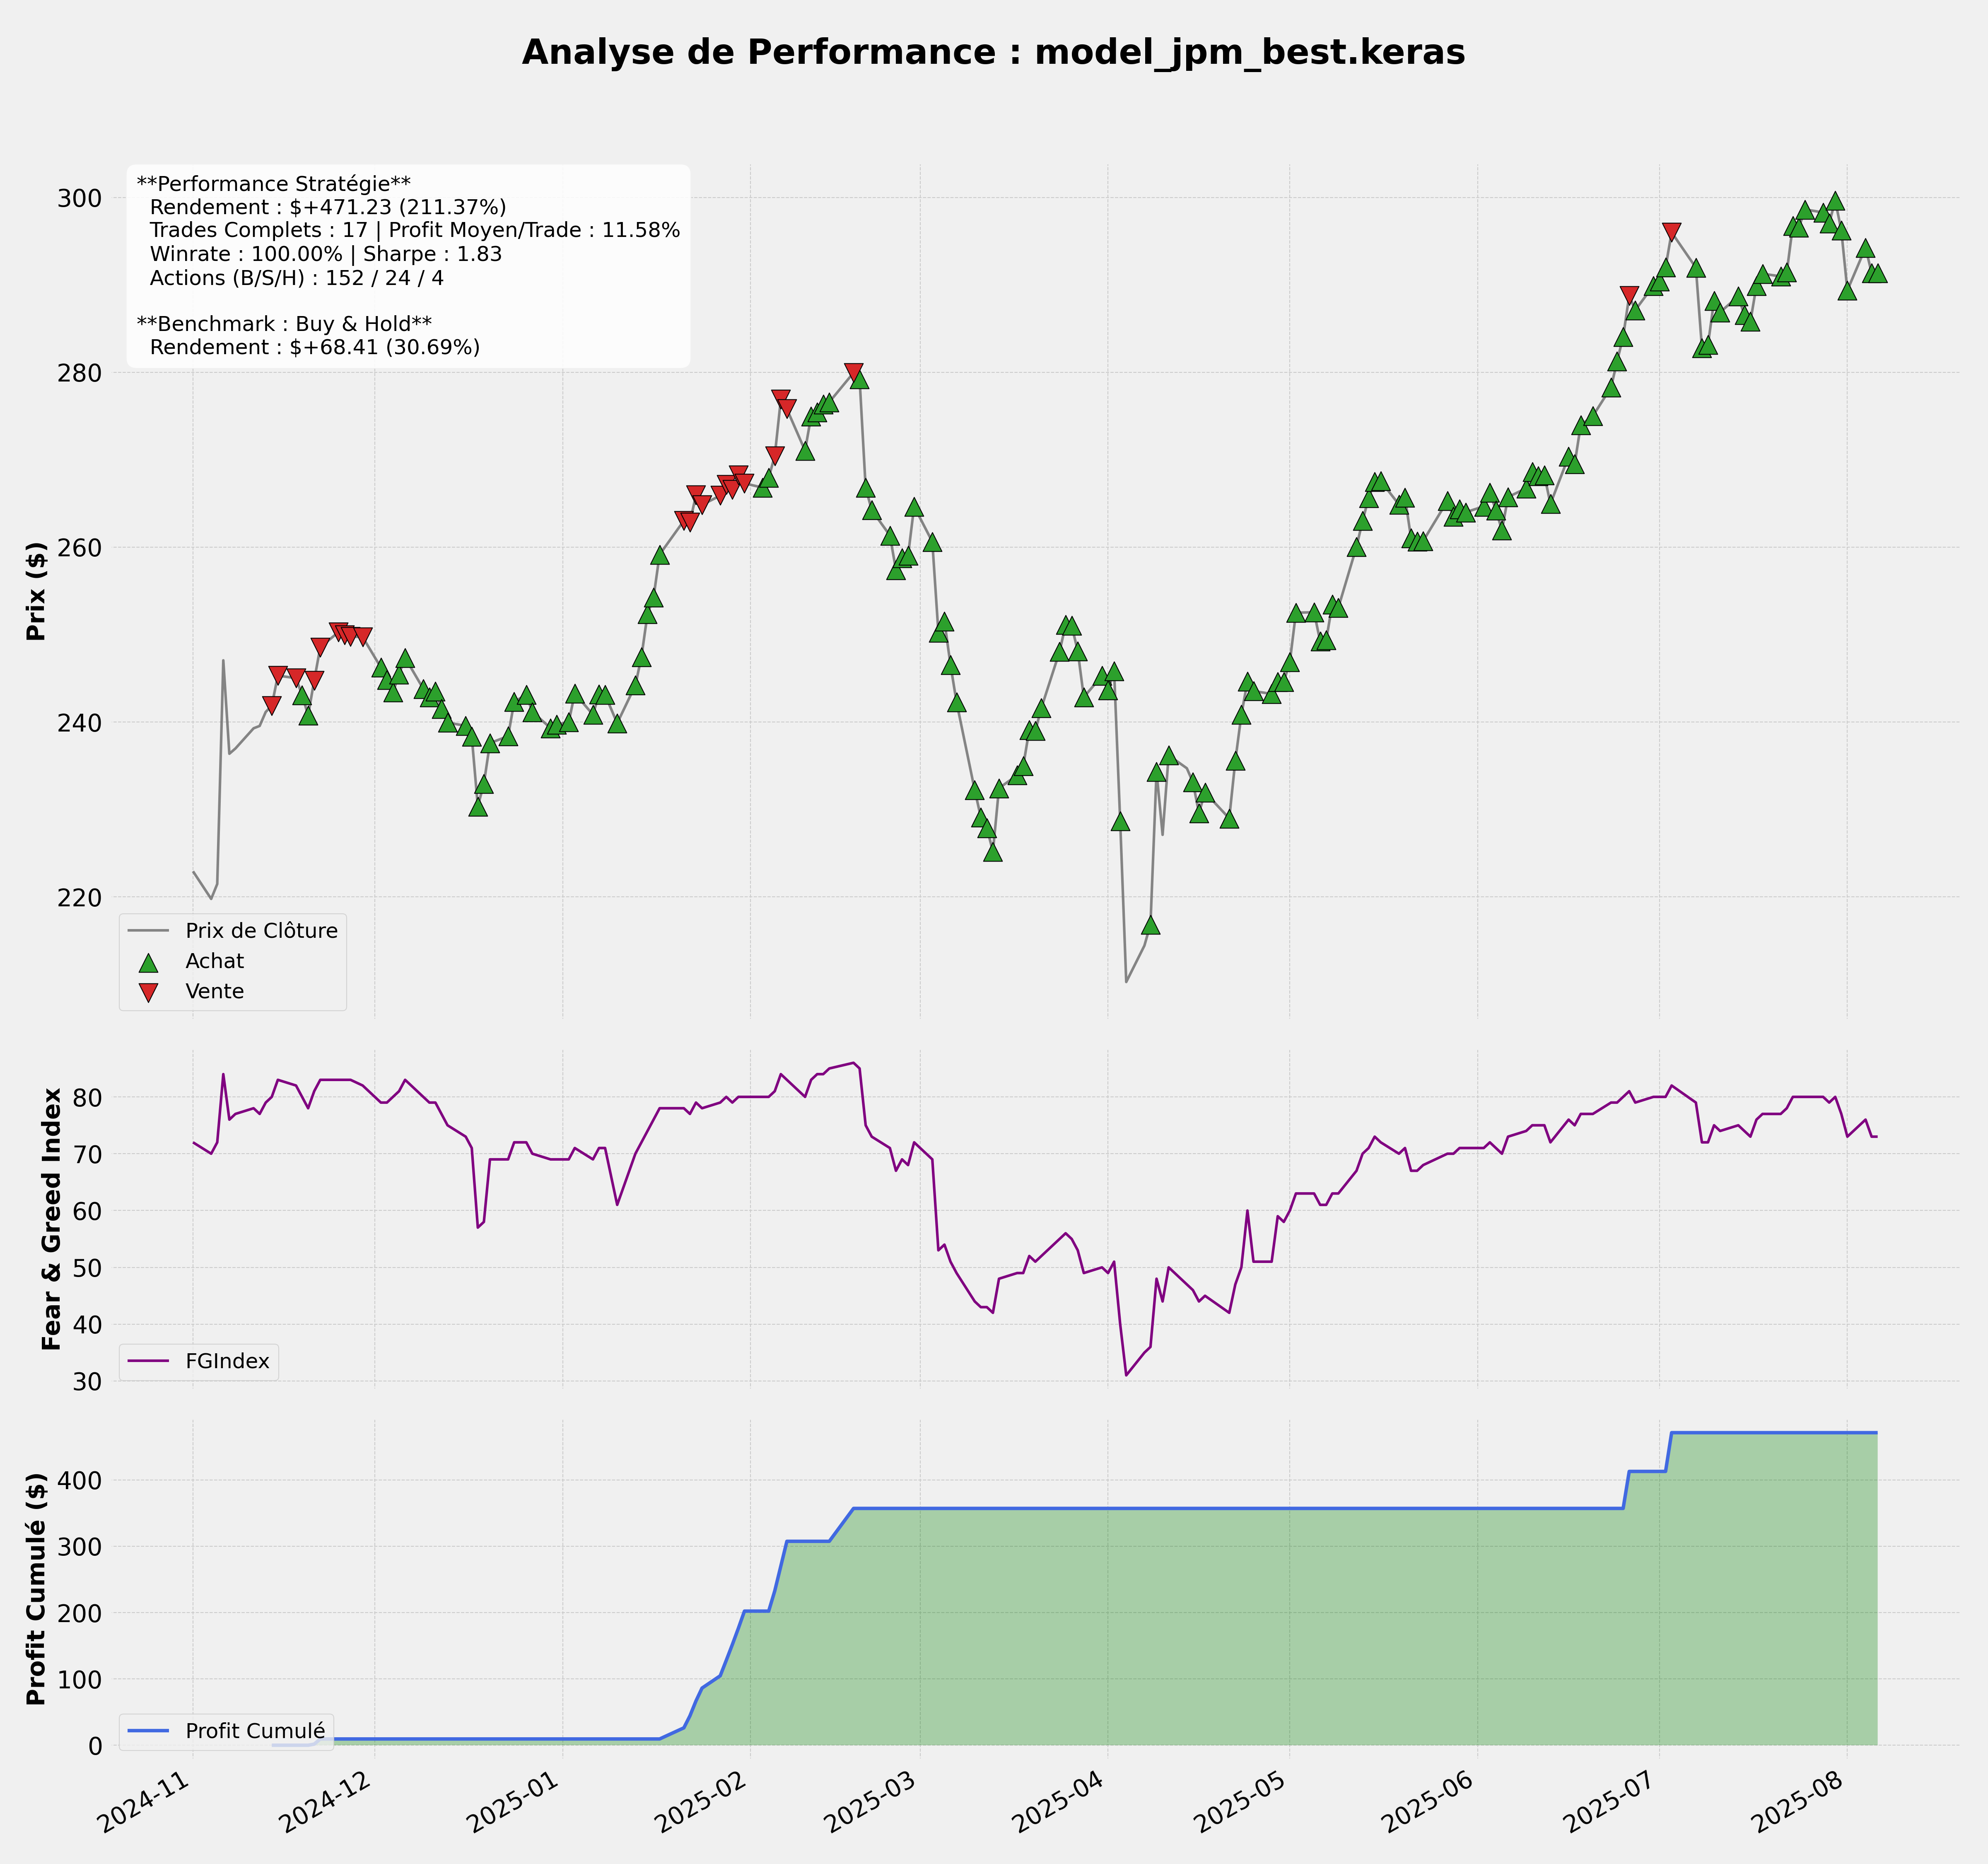 Analyse de Performance : model_jpm_best.keras
**Performance Stratégie**
Rendement : $+471.23 (211.37%)
Trades Complets : 17 | Profit Moyen/Trade : 11.58%
Winrate : 100.00% | Sharpe : 1.83
Actions (B/S/H) : 152 / 24 / 4
**Benchmark : Buy & Hold**
Rendement : $+68.41 (30.69%)
Prix ($)
300
280
260
240
220
Prix de Clôture
Achat
Vente
Fear & Greed Index
80
70
60
50
40
30
FGIndex
Profit Cumulé ($)
400
300
200
100
0
Profit Cumulé
2024-11
2024-12
2025-01
2025-02
2025-03
2025-04
2025-05
2025-06
2025-07
2025-08